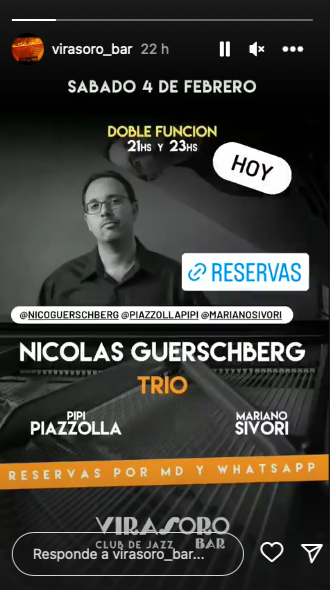 virasoro_bar 22 h
SABADO 4 DE FEBRERO
DOBLE FUNCION
21HS Y 23HS
HOY
RESERVAS
@NICOGUERSCHBERG @PIAZZOLLAPIPI @MARIANOSIVORI
NICOLAS GUERSCHBERG
TRIO
PIPI
PIAZZOLLA
MARIANO
SIVORI
RESERVAS POR MD Y WHATSAPP
VIRASORO
CLUB DE JAZZ BAR
Responde a virasoro_bar...